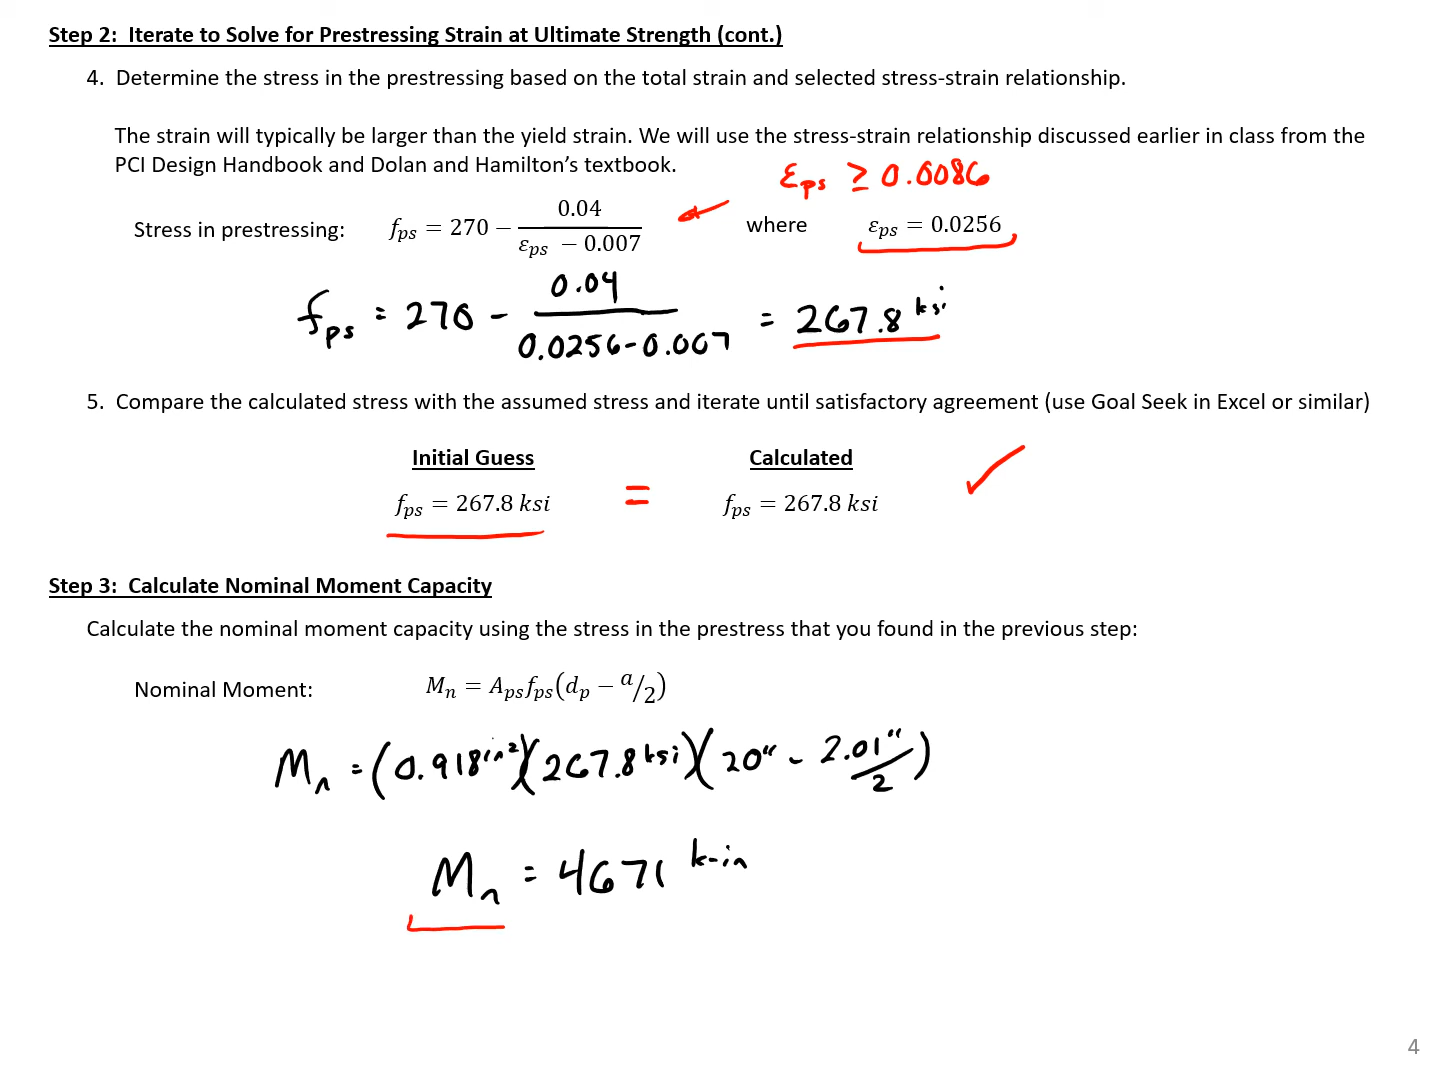 Step 2:  Iterate to Solve for Prestressing Strain at Ultimate Strength (cont.)
4.  Determine the stress in the prestressing based on the total strain and selected stress-strain relationship.
The strain will typically be larger than the yield strain. We will use the stress-strain relationship discussed earlier in class from the
PCI Design Handbook and Dolan and Hamilton's textbook.
εps ≥ 0.0086
Stress in prestressing: fps = 270 − 0.04 / (εps − 0.007) where εps = 0.0256
fps = 270 − 0.04 / (0.0256 − 0.007) = 267.8 ksi
5.  Compare the calculated stress with the assumed stress and iterate until satisfactory agreement (use Goal Seek in Excel or similar)
Initial Guess Calculated
fps = 267.8 ksi = fps = 267.8 ksi ✓
Step 3:  Calculate Nominal Moment Capacity
Calculate the nominal moment capacity using the stress in the prestress that you found in the previous step:
Nominal Moment: Mn = Aps fps (dp − a/2)
Mn = (0.918 in²)(267.8 ksi)(20" − 2.01"/2)
Mn = 4671 k-in
4